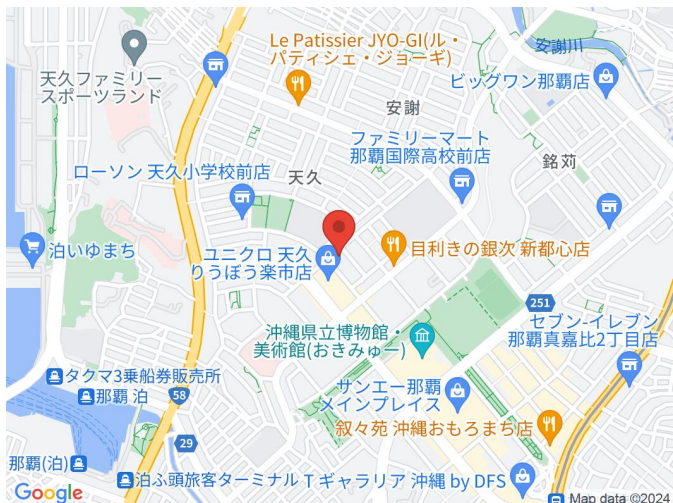 Le Patissier JYO-GI(ル・
パティシェ・ジョーギ)
安謝川
天久ファミリー
スポーツランド
ビッグワン那覇店
安謝
ファミリーマート
那覇国際高校前店
銘苅
ローソン 天久小学校前店
天久
泊いゆまち
ユニクロ 天久
りうぼう楽市店
目利きの銀次 新都心店
251
沖縄県立博物館・
美術館(おきみゅー)
セブン-イレブン
那覇真嘉比2丁目店
タクマ3乗船券販売所
那覇 泊
58
サンエー那覇
メインプレイス
叙々苑 沖縄おもろまち店
29
那覇(泊)
泊ふ頭旅客ターミナル
T ギャラリア 沖縄 by DFS
Google
Map data ©2024